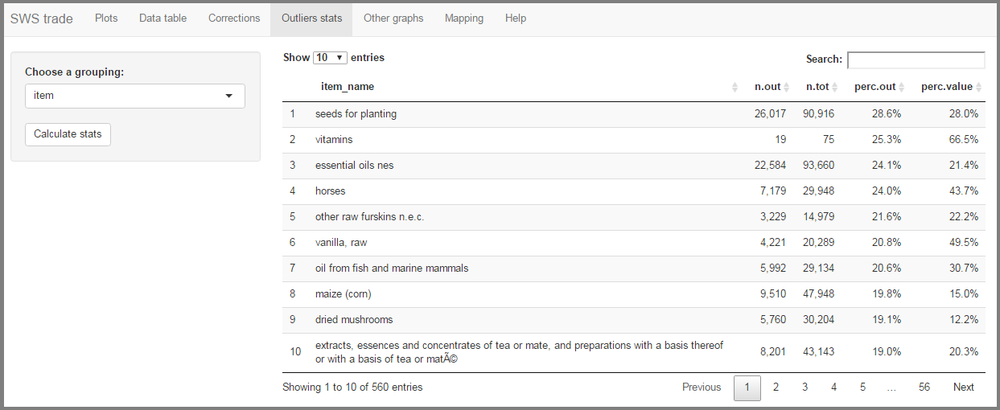 SWS trade Plots Data table Corrections Outliers stats Other graphs Mapping Help
Choose a grouping:
item
Calculate stats
Show 10 entries Search:
item_name n.out n.tot perc.out perc.value
1 seeds for planting 26,017 90,916 28.6% 28.0%
2 vitamins 19 75 25.3% 66.5%
3 essential oils nes 22,584 93,660 24.1% 21.4%
4 horses 7,179 29,948 24.0% 43.7%
5 other raw furskins n.e.c. 3,229 14,979 21.6% 22.2%
6 vanilla, raw 4,221 20,289 20.8% 49.5%
7 oil from fish and marine mammals 5,992 29,134 20.6% 30.7%
8 maize (corn) 9,510 47,948 19.8% 15.0%
9 dried mushrooms 5,760 30,204 19.1% 12.2%
10 extracts, essences and concentrates of tea or mate, and preparations with a basis thereof
or with a basis of tea or matÃ© 8,201 43,143 19.0% 20.3%
Showing 1 to 10 of 560 entries Previous 1 2 3 4 5 … 56 Next